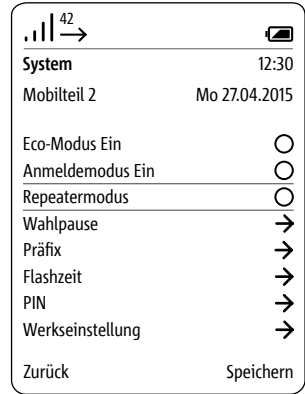 42
System 12:30
Mobilteil 2 Mo 27.04.2015
Eco-Modus Ein
Anmeldemodus Ein
Repeatermodus
Wahlpause
Präfix
Flashzeit
PIN
Werkseinstellung
Zurück Speichern